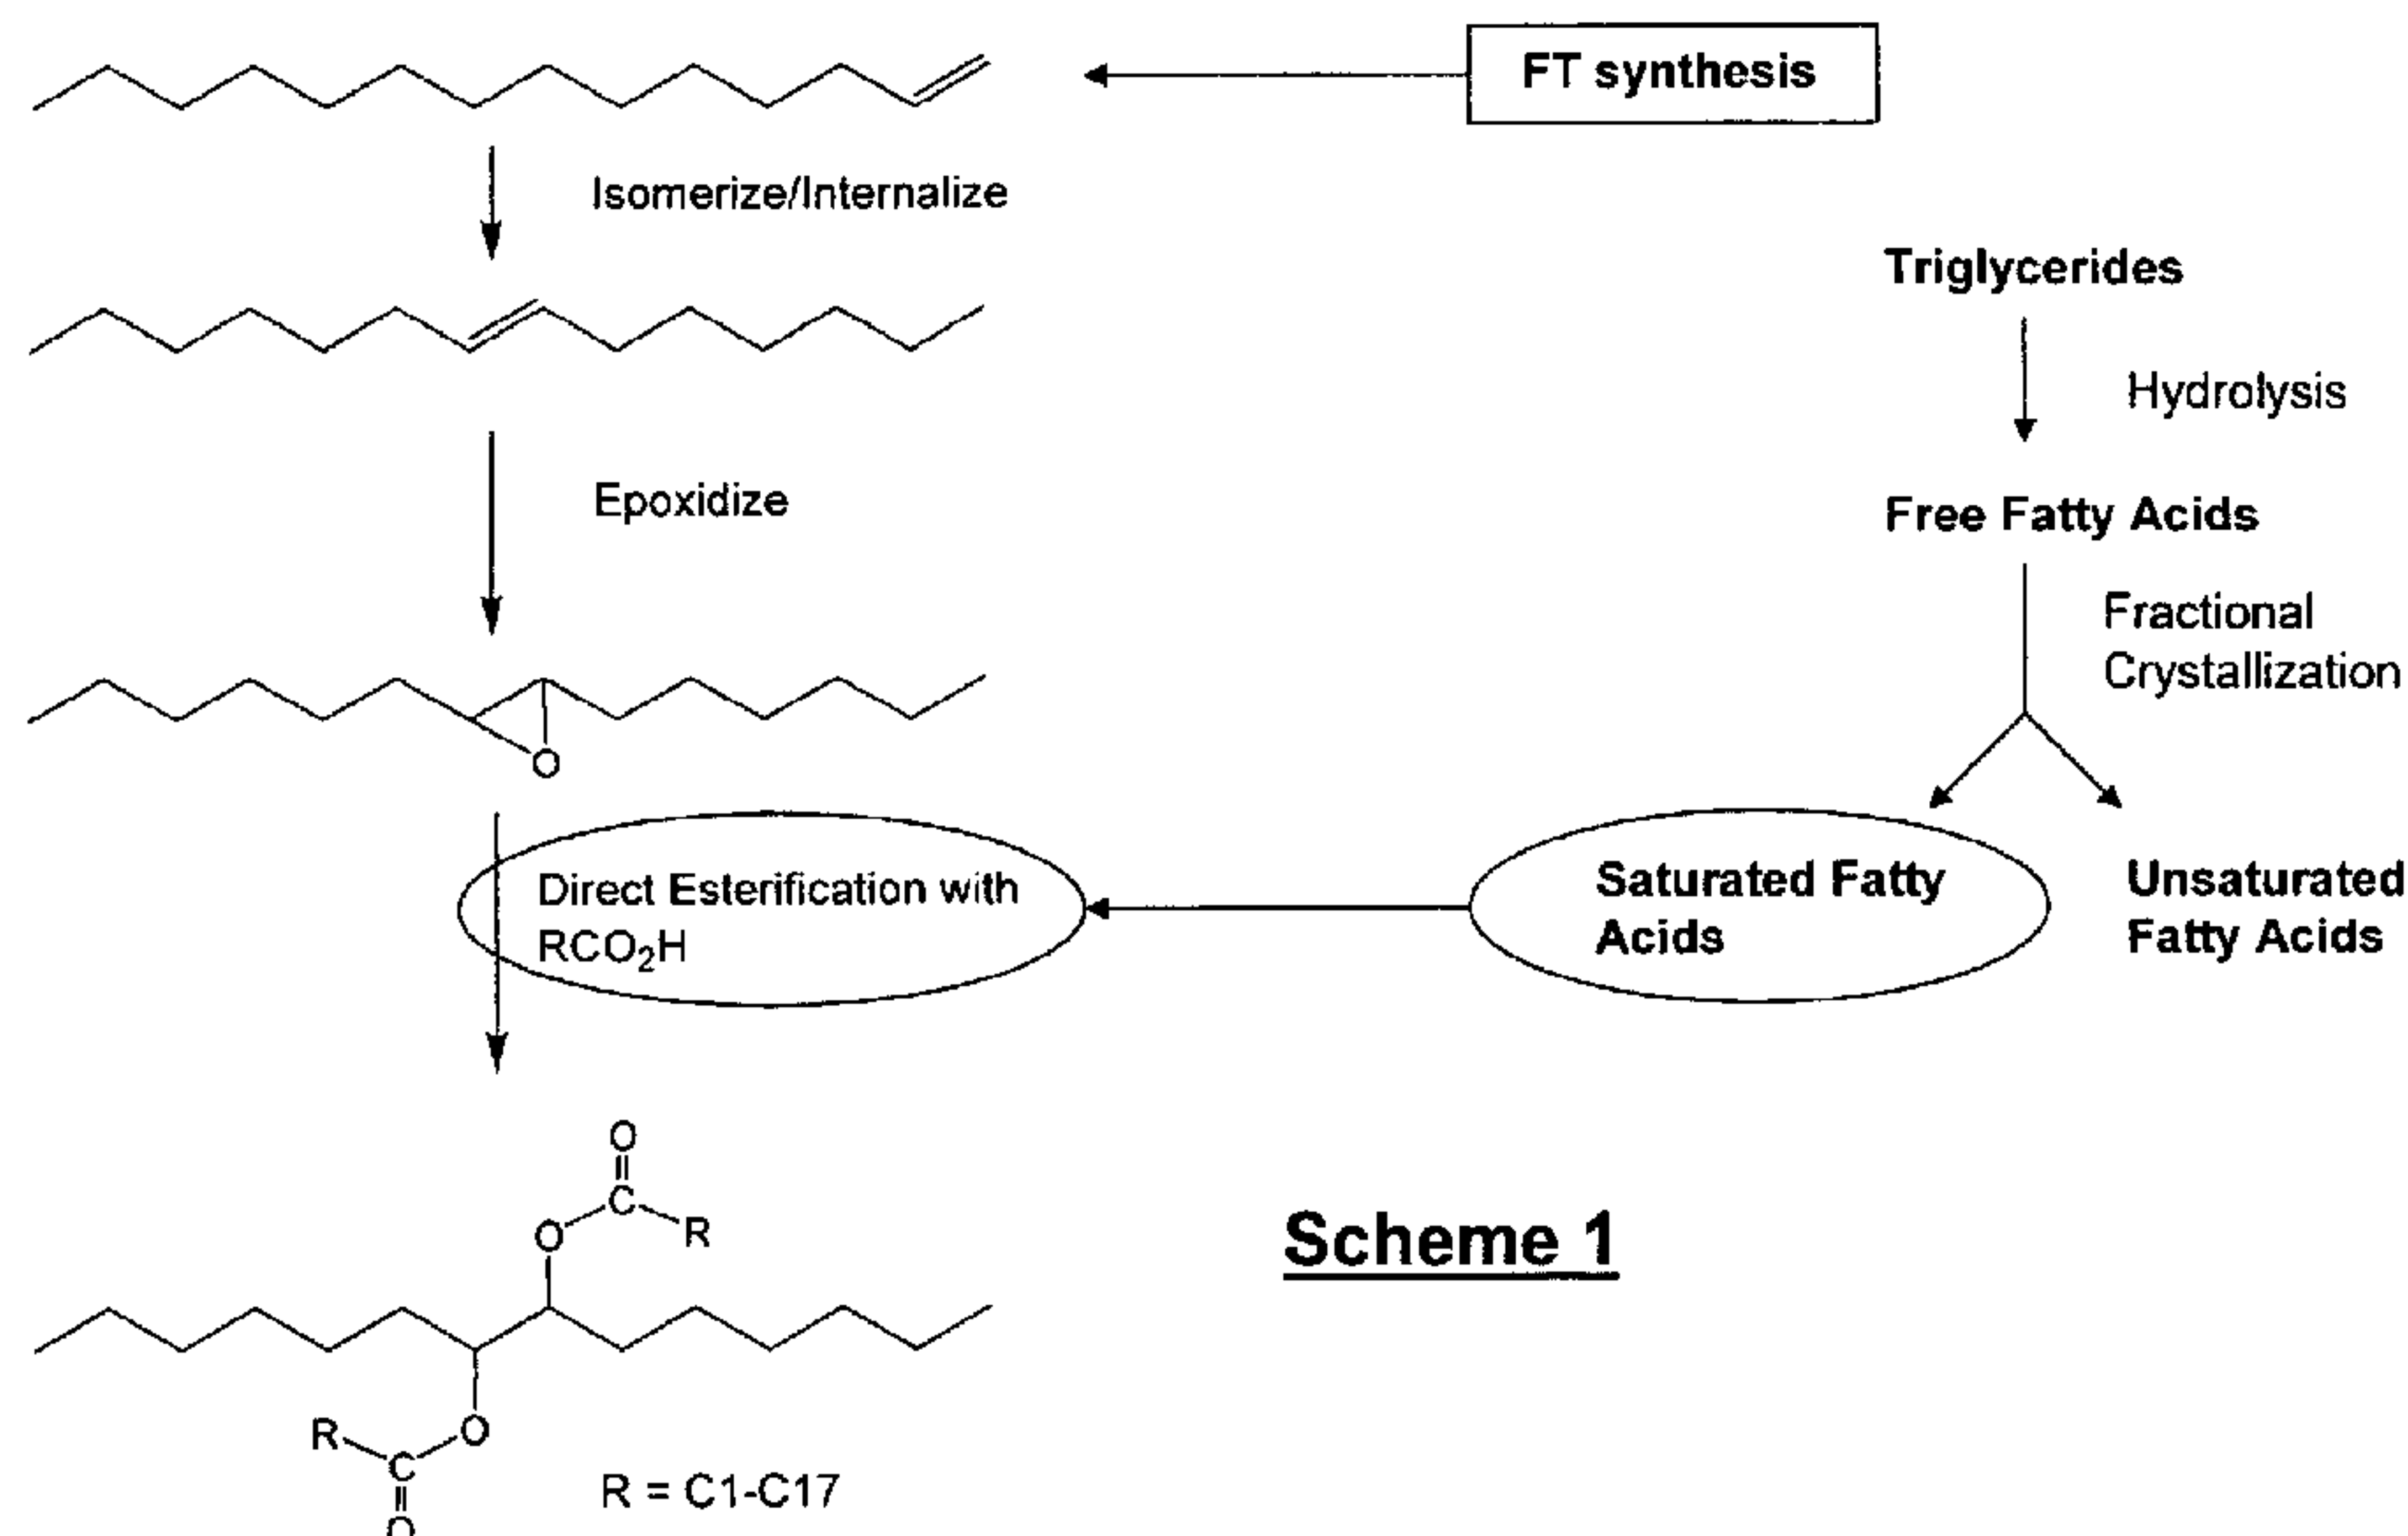 FT synthesis
Isomerize/Internalize
Triglycerides
Hydrolysis
Epoxidize
Free Fatty Acids
Fractional
Crystallization
O
Direct Esterification with
RCO₂H
Saturated Fatty
Acids
Unsaturated
Fatty Acids
O
C
O
R
Scheme 1
R
O
C
R = C1-C17
O